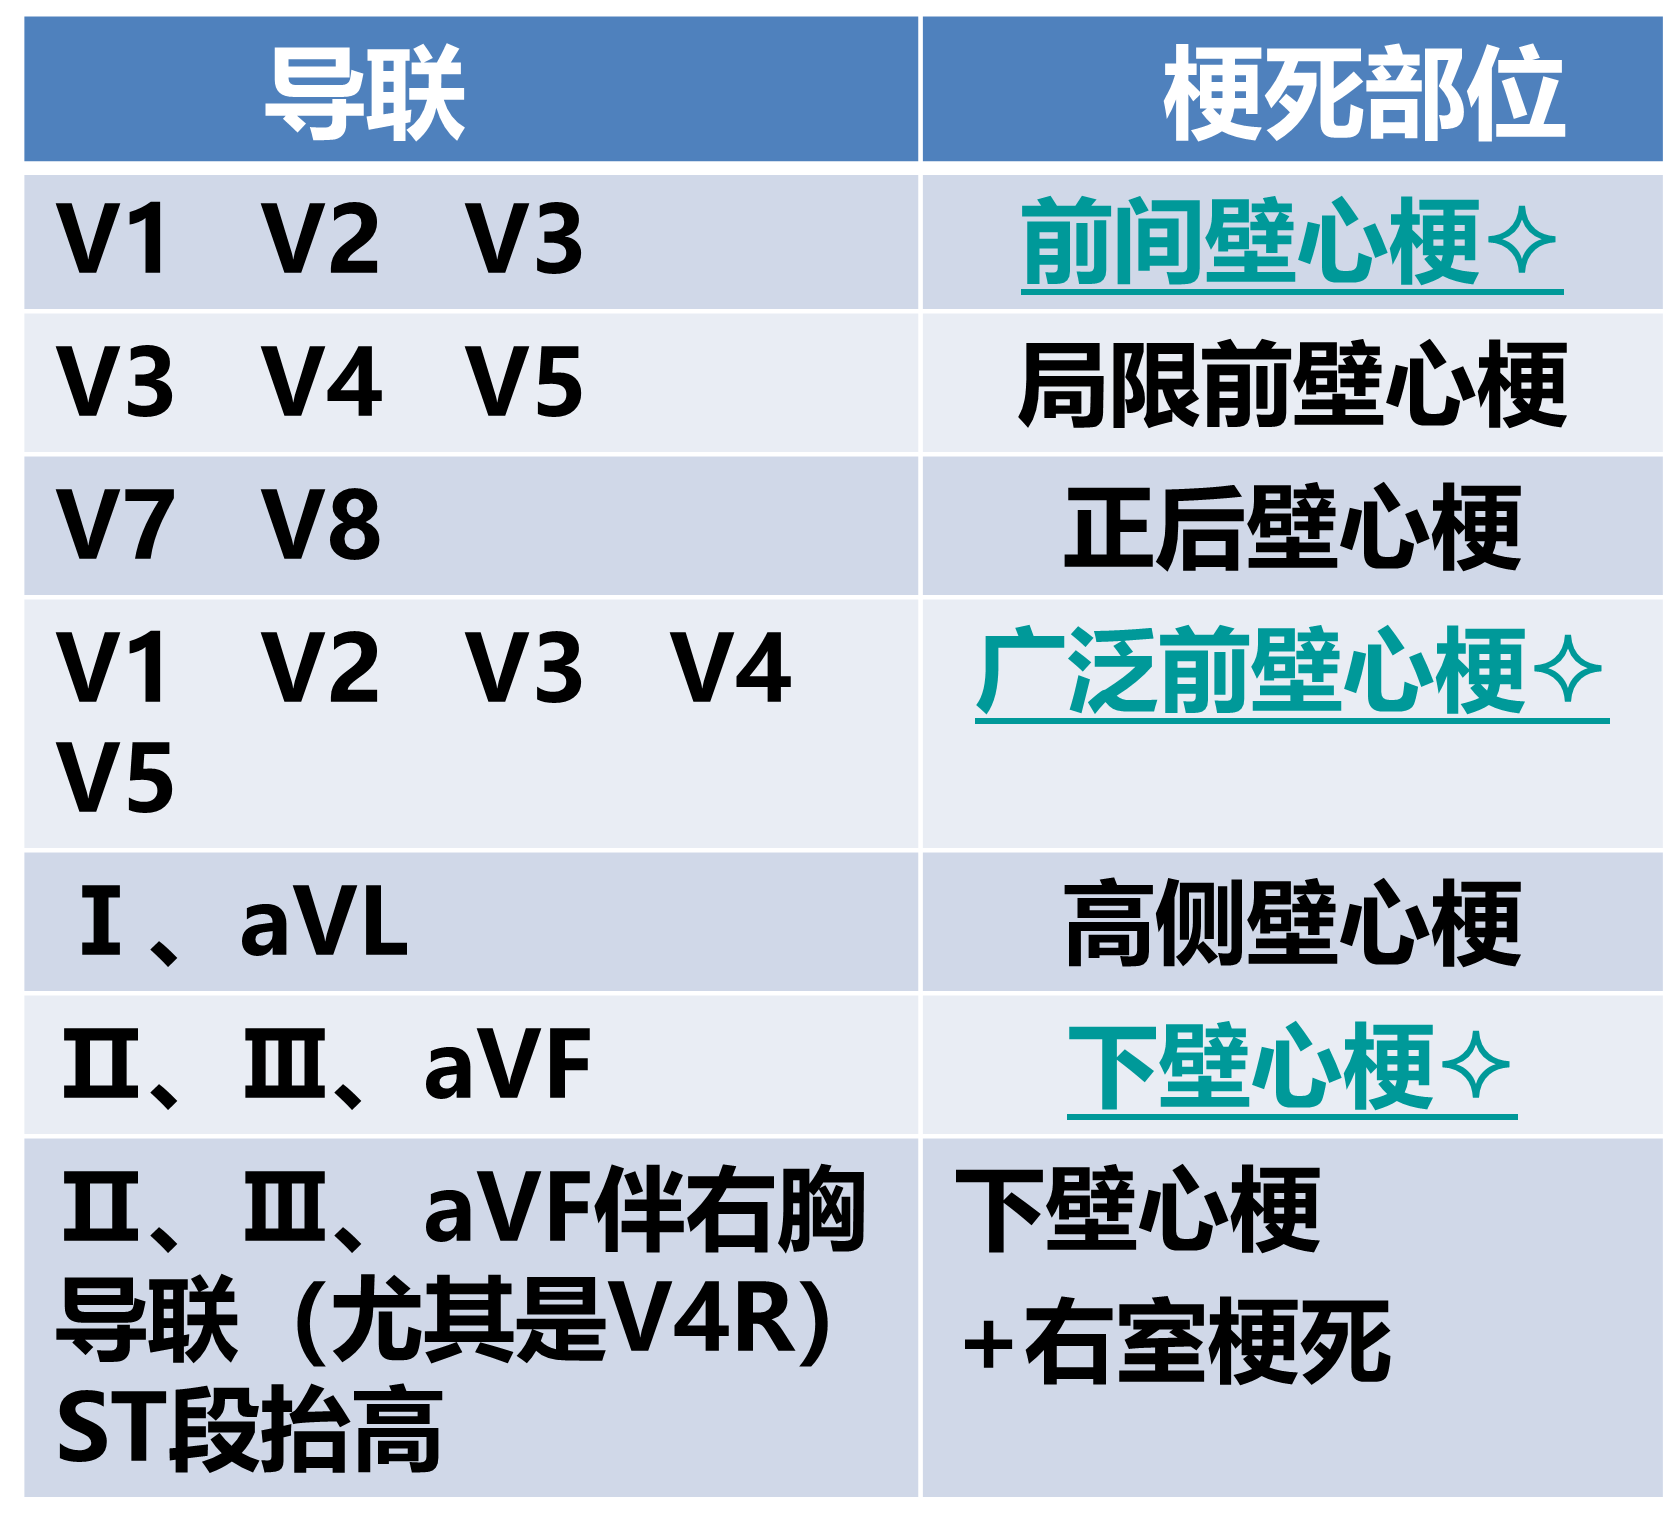 导联 梗死部位
V1 V2 V3 前间壁心梗✧
V3 V4 V5 局限前壁心梗
V7 V8 正后壁心梗
V1 V2 V3 V4 广泛前壁心梗✧
V5
Ⅰ、aVL 高侧壁心梗
Ⅱ、Ⅲ、aVF 下壁心梗✧
Ⅱ、Ⅲ、aVF伴右胸
导联（尤其是V4R）
ST段抬高
下壁心梗
+右室梗死